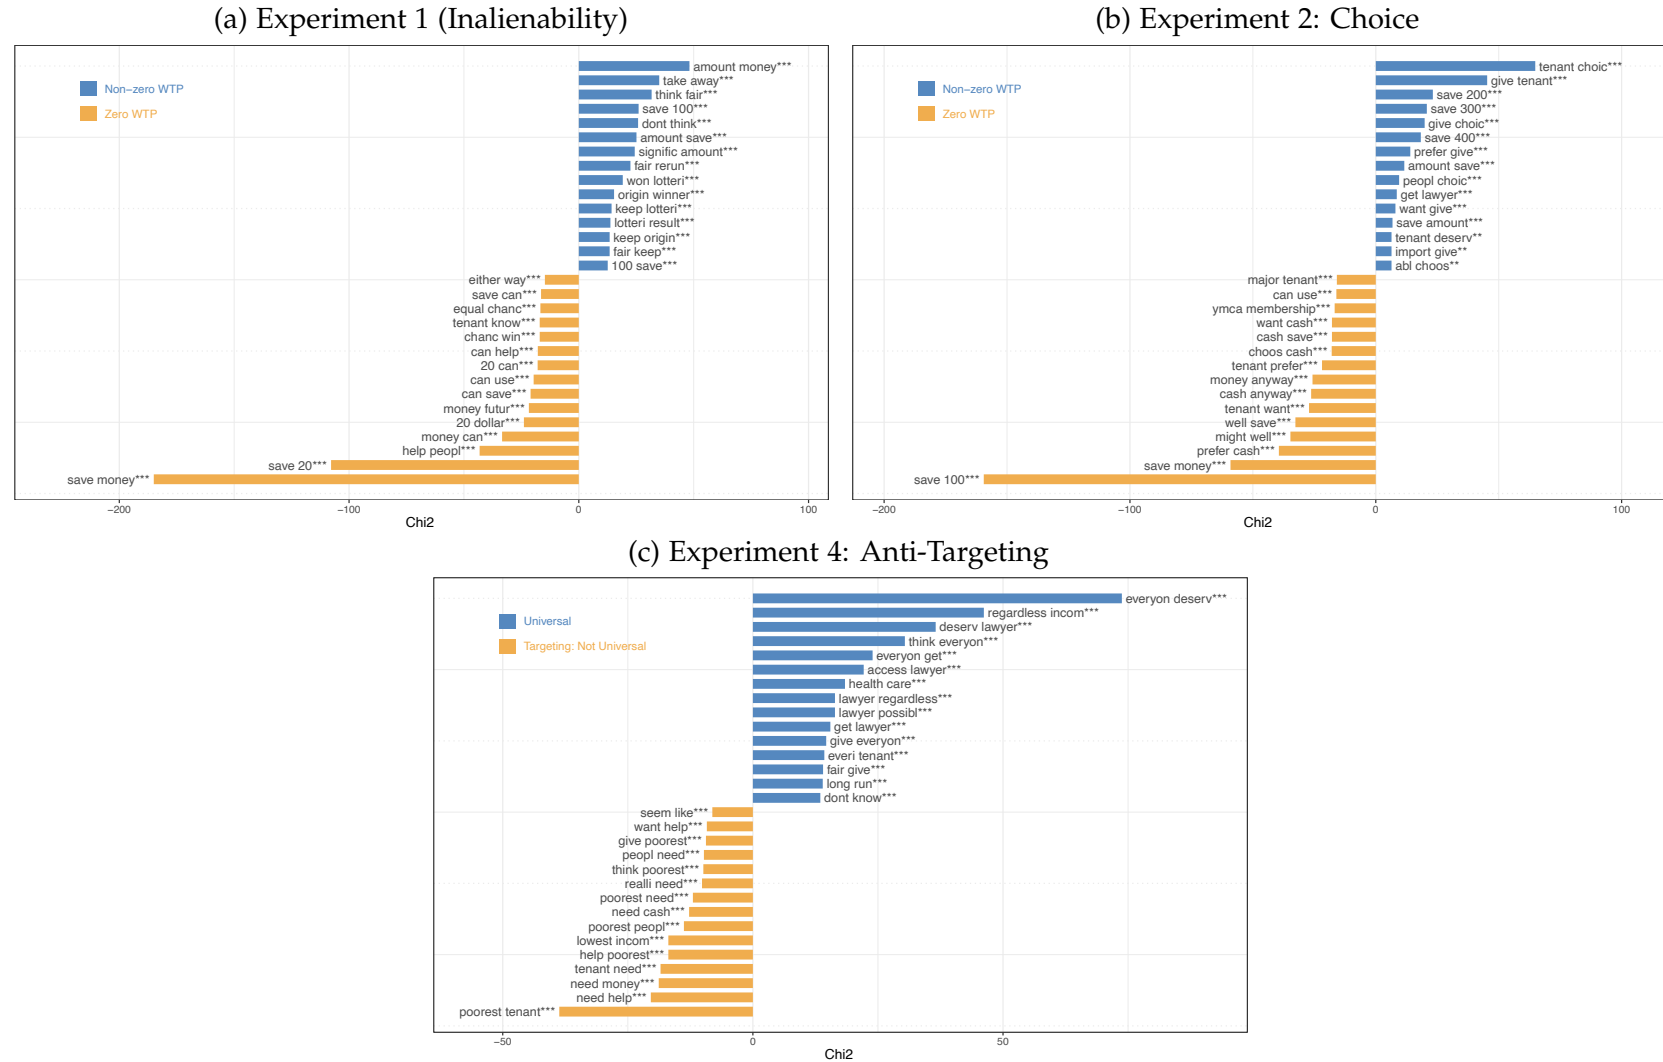 (a) Experiment 1 (Inalienability)
Non−zero WTP
Zero WTP
amount money***
take away***
think fair***
save 100***
dont think***
amount save***
signific amount***
fair rerun***
won lotteri***
origin winner***
keep lotteri***
lotteri result***
keep origin***
fair keep***
100 save***
either way***
save can***
equal chanc***
tenant know***
chanc win***
can help***
20 can***
can use***
can save***
money futur***
20 dollar***
money can***
help peopl***
save 20***
save money***
−200 −100 0 100
Chi2
(b) Experiment 2: Choice
Non−zero WTP
Zero WTP
tenant choic***
give tenant***
save 200***
save 300***
give choic***
save 400***
prefer give***
amount save***
peopl choic***
get lawyer***
want give***
save amount***
tenant deserv**
import give**
abl choos**
major tenant***
can use***
ymca membership***
want cash***
cash save***
choos cash***
tenant prefer***
money anyway***
cash anyway***
tenant want***
well save***
might well***
prefer cash***
save money***
save 100***
−200 −100 0 100
Chi2
(c) Experiment 4: Anti-Targeting
Universal
Targeting: Not Universal
everyon deserv***
regardless incom***
deserv lawyer***
think everyon***
everyon get***
access lawyer***
health care***
lawyer regardless***
lawyer possibl***
get lawyer***
give everyon***
everi tenant***
fair give***
long run***
dont know***
seem like***
want help***
give poorest***
peopl need***
think poorest***
realli need***
poorest need***
need cash***
poorest peopl***
lowest incom***
help poorest***
tenant need***
need money***
need help***
poorest tenant***
−50 0 50
Chi2